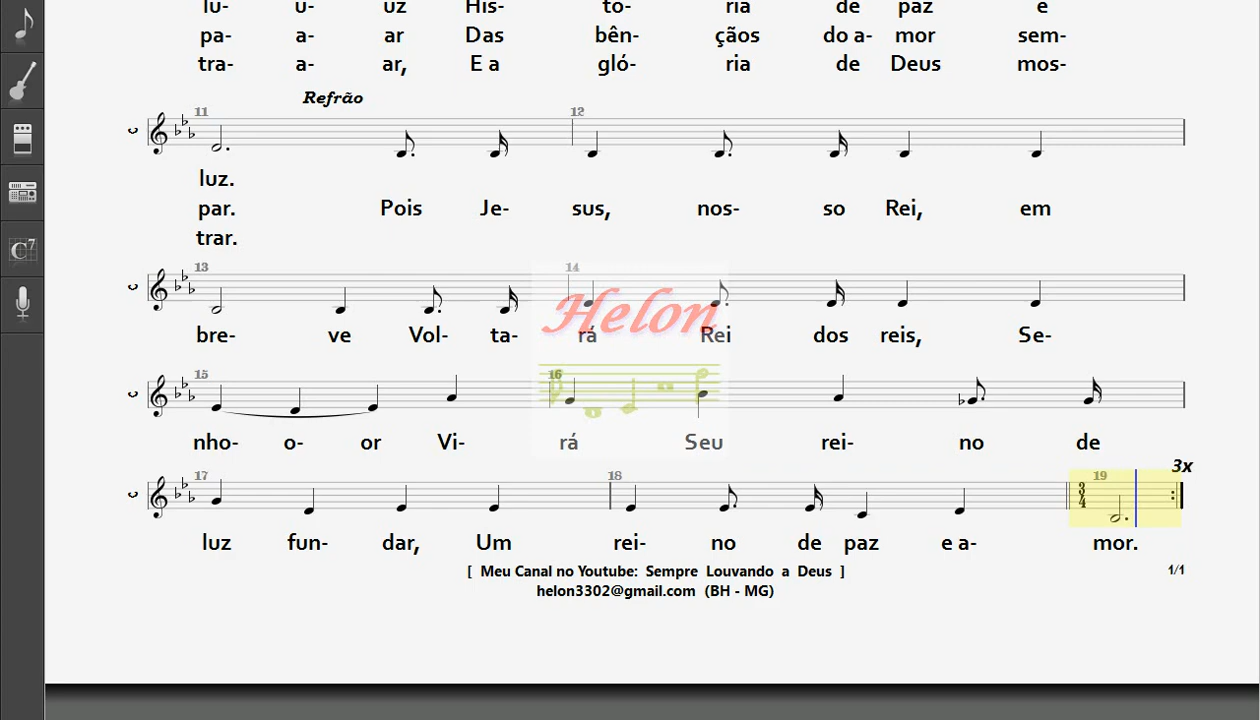 lu- u- uz His- tó- ria de paz e
pa- a- ar Das bên- çãos do a- mor sem-
tra- a- ar, E a gló- ria de Deus mos-
Refrão
11 12
luz.
par. Pois Je- sus, nos- so Rei, em
trar.
13 14
bre- ve Vol- ta- rá Rei dos reis, Se-
Helon
15 16
nho- o- or Vi- rá Seu rei- no de
3x
17 18 19
3 4
luz fun- dar, Um rei- no de paz e a- mor.
[ Meu Canal no Youtube: Sempre Louvando a Deus ] 1/1
helon3302@gmail.com (BH - MG)
C7